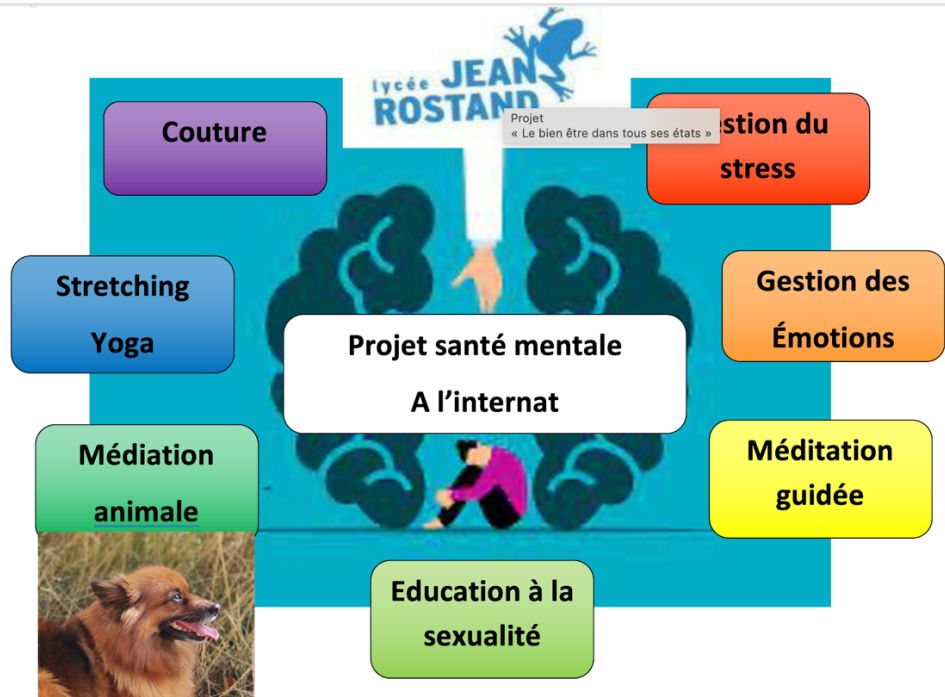 lycée JEAN
ROSTAND
Projet
« Le bien être dans tous ses états »
Couture
stion du
stress
Stretching
Yoga
Gestion des
Émotions
Projet santé mentale
A l'internat
Médiation
animale
Méditation
guidée
Education à la
sexualité